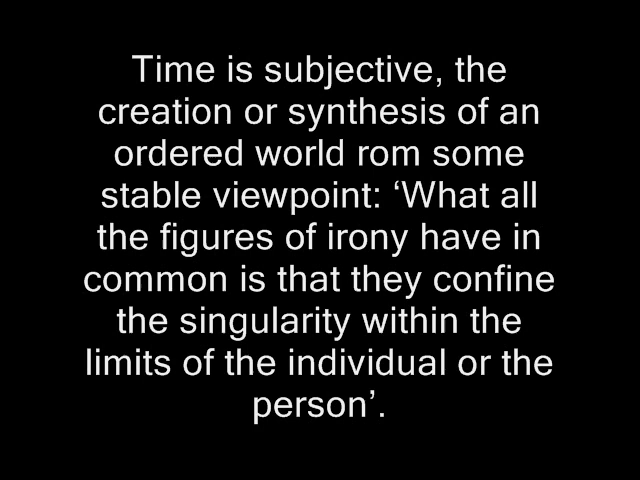 Time is subjective, the
creation or synthesis of an
ordered world rom some
stable viewpoint: ‘What all
the figures of irony have in
common is that they confine
the singularity within the
limits of the individual or the
person’.